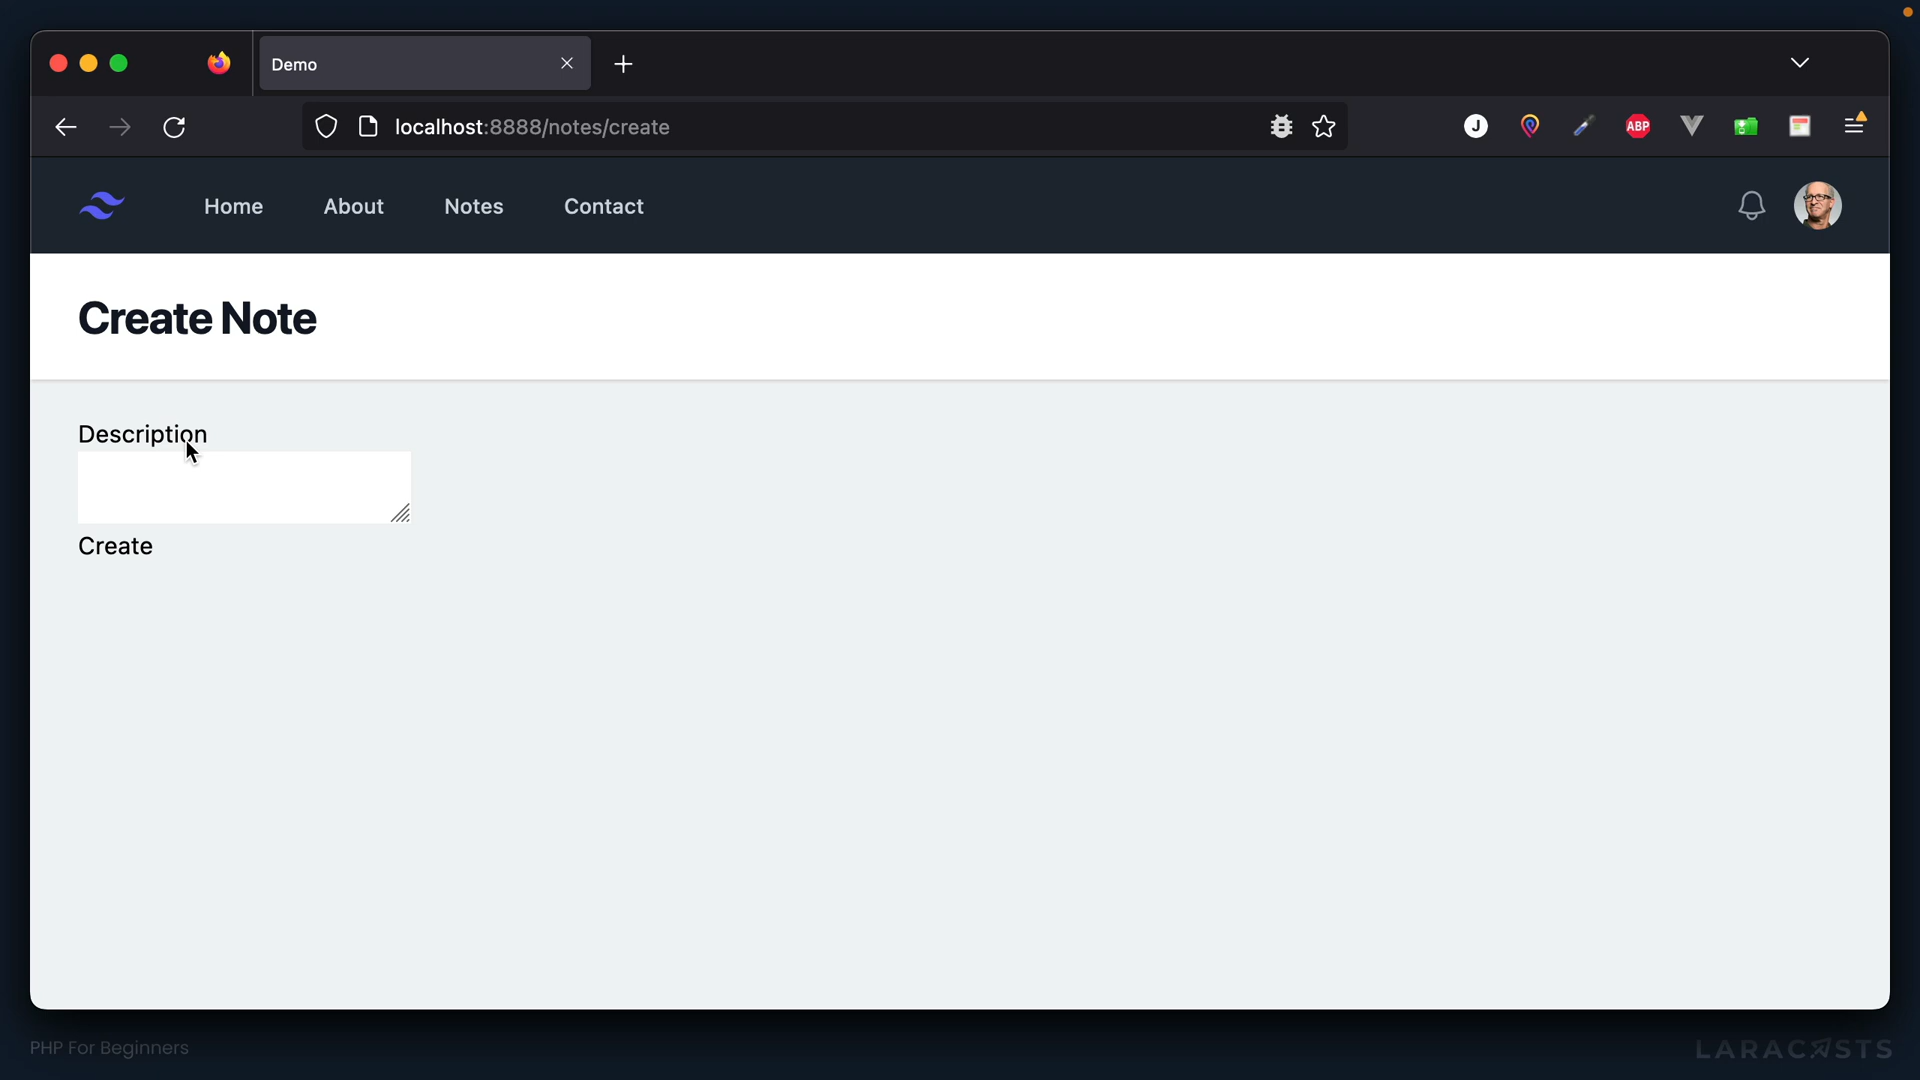 Demo
localhost:8888/notes/create
J
ABP
Home
About
Notes
Contact
Create Note
Description
Create
PHP For Beginners
LARACASTS